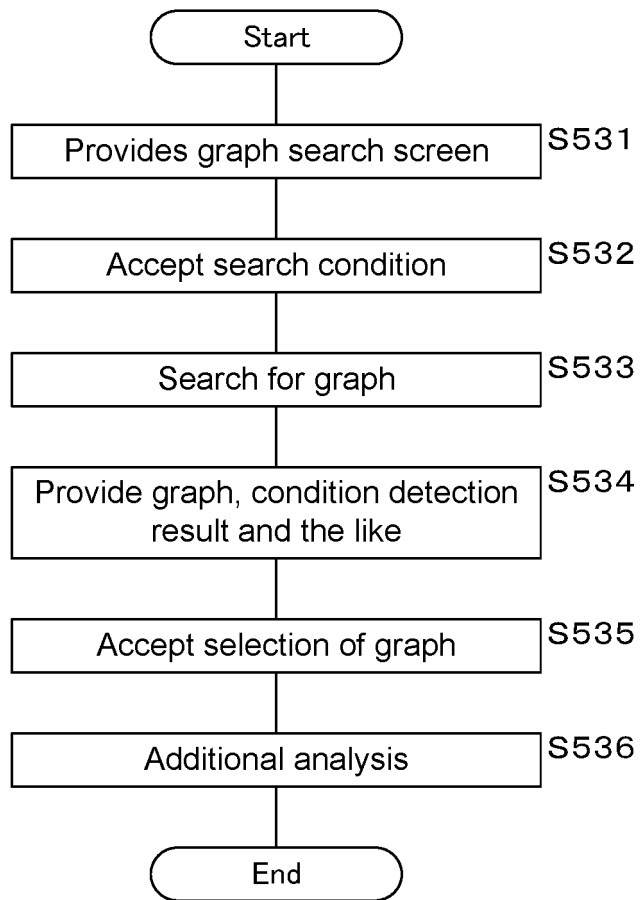 Start
Provides graph search screen S531
Accept search condition S532
Search for graph S533
Provide graph, condition detection S534
result and the like
Accept selection of graph S535
Additional analysis S536
End